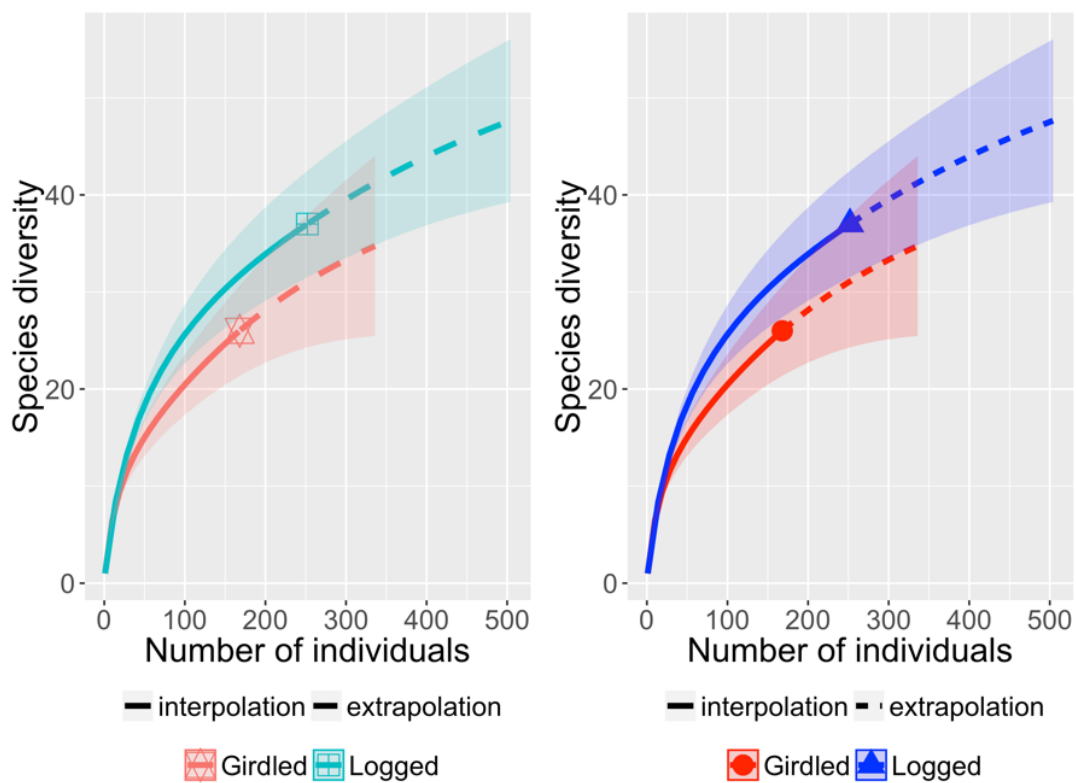 Species diversity
40
20
0
0 100 200 300 400 500
Number of individuals
interpolation extrapolation
Girdled Logged
Species diversity
40
20
0
0 100 200 300 400 500
Number of individuals
interpolation extrapolation
Girdled Logged